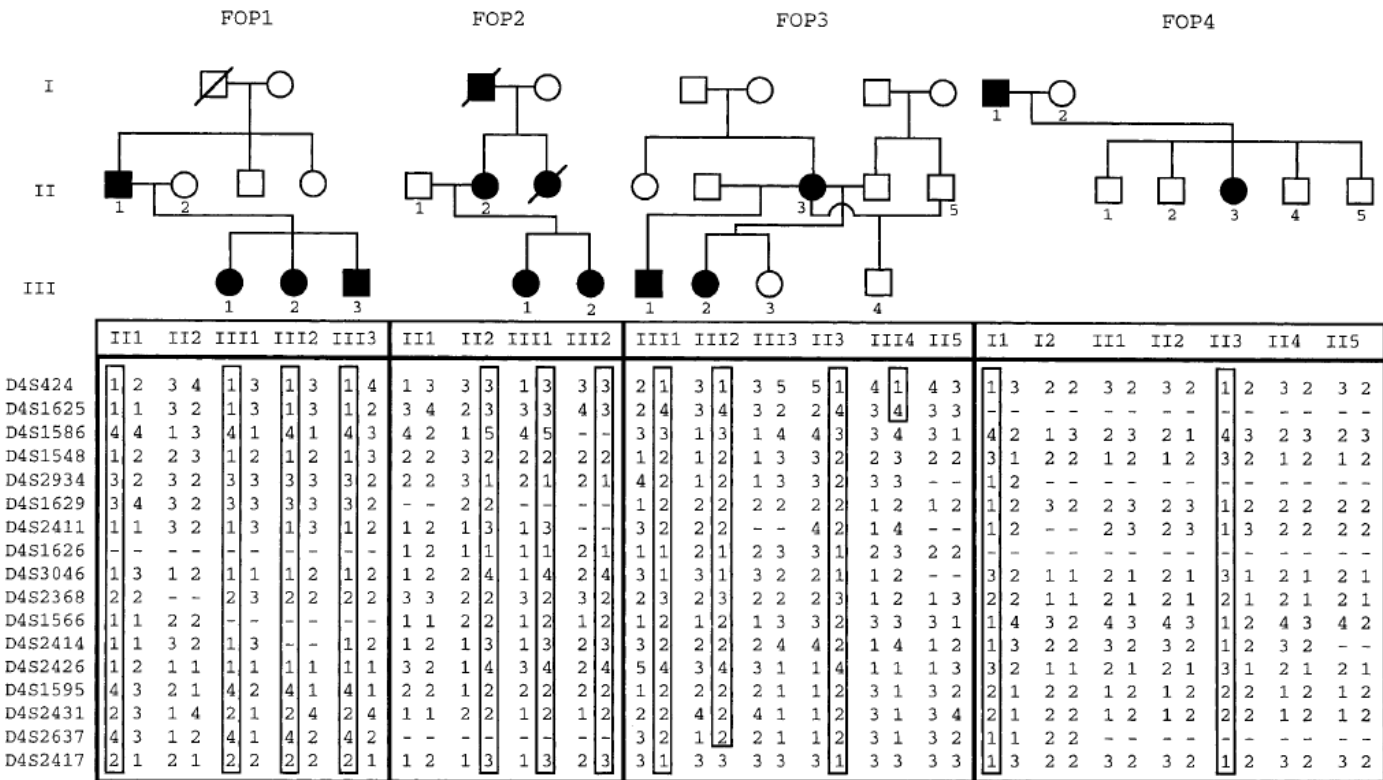 FOP1 FOP2 FOP3 FOP4
I
1 2
II
1 2 1 2 3 5 1 2 3 4 5
III
1 2 3 1 2 1 2 3 4
II1 II2 III1 III2 III3 II1 II2 III1 III2 III1 III2 III3 II3 III4 II5 I1 I2 II1 II2 II3 II4 II5
D4S424 1 2 3 4 1 3 1 3 1 4 1 3 3 3 1 3 3 3 2 1 3 1 3 5 5 1 4 1 4 3 1 3 2 2 3 2 3 2 1 2 3 2 3 2
D4S1625 1 1 3 2 1 3 1 3 1 2 3 4 2 3 3 3 4 3 2 4 3 4 3 2 2 4 3 4 3 3 - - - - - - - - - - - - - -
D4S1586 4 4 1 3 4 1 4 1 4 3 4 2 1 5 4 5 - - 3 3 1 3 1 4 4 3 3 4 3 1 4 2 1 3 2 3 2 1 4 3 2 3 2 3
D4S1548 1 2 2 3 1 2 1 2 1 3 2 2 3 2 2 2 2 2 1 2 1 2 1 3 3 2 2 3 2 2 3 1 2 2 1 2 1 2 3 2 1 2 1 2
D4S2934 3 2 3 2 3 3 3 3 3 2 2 2 3 1 2 1 2 1 4 2 1 2 1 3 3 2 3 3 - - 1 2 - - - - - - - - - - - -
D4S1629 3 4 3 2 3 3 3 3 3 2 - - 2 2 - - - - 1 2 2 2 2 2 2 2 1 2 1 2 1 2 3 2 2 3 2 3 1 2 2 2 2 2
D4S2411 1 1 3 2 1 3 1 3 1 2 1 2 1 3 1 3 - - 3 2 2 2 - - 4 2 1 4 - - 1 2 - - 2 3 2 3 1 3 2 2 2 2
D4S1626 - - - - - - - - - - 1 2 1 1 1 1 2 1 1 1 2 1 2 3 3 1 2 3 2 2 - - - - - - - - - - - - - -
D4S3046 1 3 1 2 1 1 1 2 1 2 1 2 2 4 1 4 2 4 3 1 3 1 3 2 2 1 1 2 - - 3 2 1 1 2 1 2 1 3 1 2 1 2 1
D4S2368 2 2 - - 2 3 2 2 2 2 3 3 2 2 3 2 3 2 2 3 2 3 2 2 2 3 1 2 1 3 2 2 1 1 2 1 2 1 2 1 2 1 2 1
D4S1566 1 1 2 2 - - - - - - 1 1 2 2 1 2 1 2 1 2 1 2 1 3 3 2 3 3 3 1 1 4 3 2 4 3 4 3 1 2 4 3 4 2
D4S2414 1 1 3 2 1 3 - - 1 2 1 2 1 3 1 3 2 3 3 2 2 2 2 4 4 2 1 4 1 2 1 3 2 2 3 2 3 2 1 2 3 2 - -
D4S2426 1 2 1 1 1 1 1 1 1 1 3 2 1 4 3 4 2 4 5 4 3 4 3 1 1 4 1 1 1 3 3 2 1 1 2 1 2 1 3 1 2 1 2 1
D4S1595 4 3 2 1 4 2 4 1 4 1 2 2 1 2 2 2 2 2 1 2 2 2 2 1 1 2 3 1 3 2 2 1 2 2 1 2 1 2 2 2 1 2 1 2
D4S2431 2 3 1 4 2 1 2 4 2 4 1 1 2 2 1 2 1 2 2 2 4 2 4 1 1 2 3 1 3 4 2 1 2 2 1 2 1 2 2 2 1 2 1 2
D4S2637 4 3 1 2 4 1 4 2 4 2 - - - - - - - - 3 2 1 2 2 1 1 2 3 1 3 2 1 1 2 2 - - - - - - - - - -
D4S2417 2 1 2 1 2 2 2 2 2 1 1 2 3 3 1 3 2 3 3 1 3 3 3 3 3 1 3 3 3 3 1 3 2 2 3 2 3 2 1 2 3 2 3 2